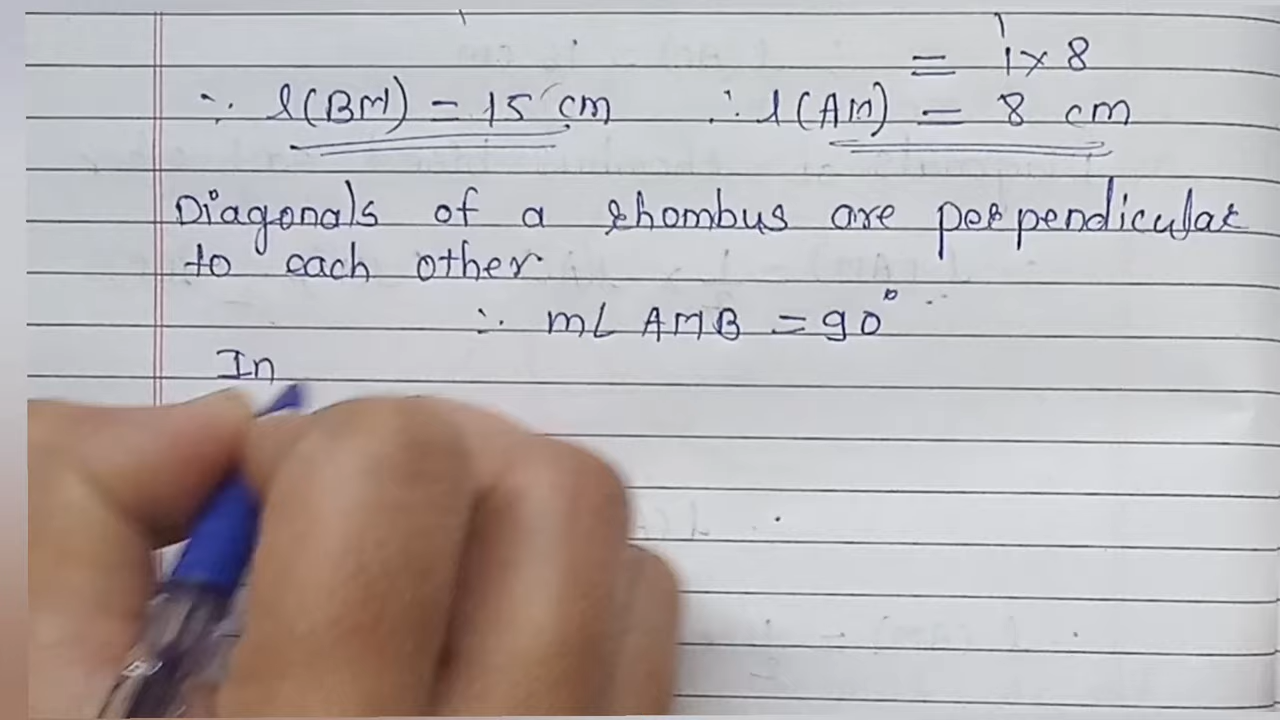 = 1 × 8
∴ l(BM) = 15 cm ∴ l(AM) = 8 cm
Diagonals of a rhombus are perpendicular
to each other
∴ m∠ AMB = 90°
In